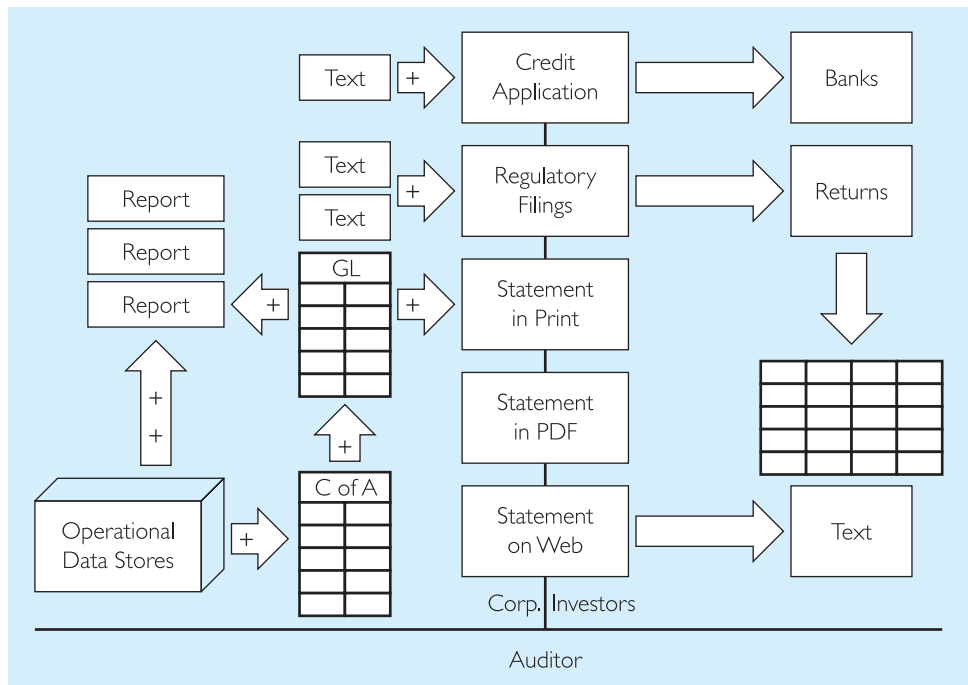 Text
+
Credit
Application
Banks
Text
Text
+
Regulatory
Filings
Returns
Report
Report
Report
+
GL
+
Statement
in Print
+
+
Statement
in PDF
+
C of A
Operational
Data Stores
+
Statement
on Web
Text
Corp. Investors
Auditor